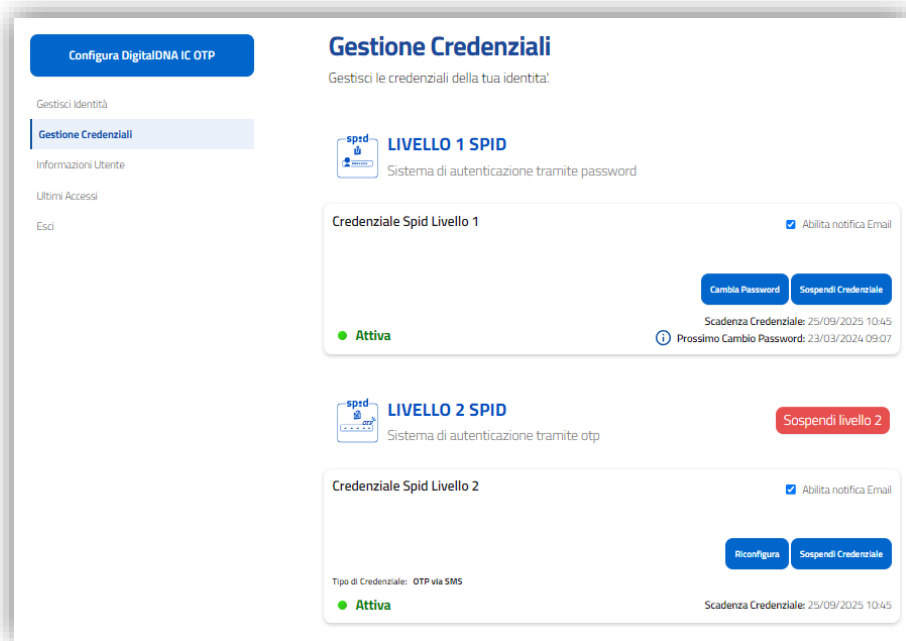 Configura DigitalDNA IC OTP
Gestisci Identità
Gestione Credenziali
Informazioni Utente
Ultimi Accessi
Esci
Gestione Credenziali
Gestisci le credenziali della tua identita'.
spid
LIVELLO 1 SPID
Sistema di autenticazione tramite password
Credenziale Spid Livello 1
Abilita notifica Email
Cambia Password
Sospendi Credenziale
Scadenza Credenziale: 25/09/2025 10:45
Attiva
Prossimo Cambio Password: 23/03/2024 09:07
spid
OTP
LIVELLO 2 SPID
Sospendi livello 2
Sistema di autenticazione tramite otp
Credenziale Spid Livello 2
Abilita notifica Email
Riconfigura
Sospendi Credenziale
Tipo di Credenziale: OTP via SMS
Attiva
Scadenza Credenziale: 25/09/2025 10:45